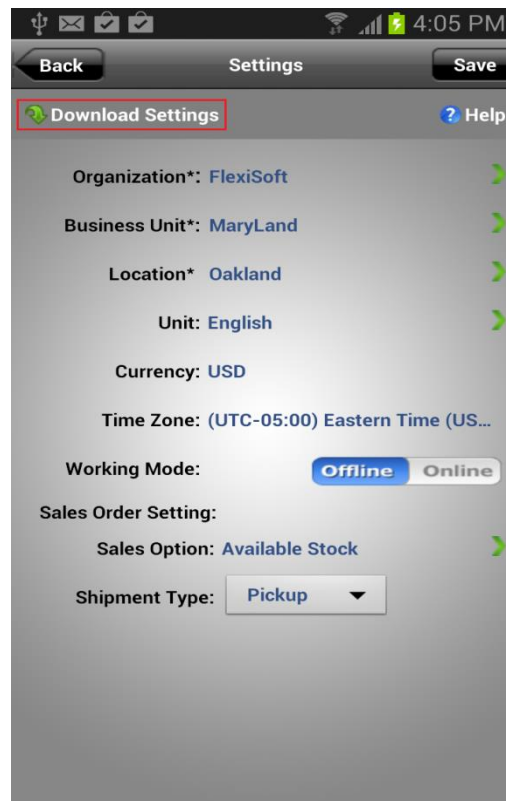 4:05 PM
Back Settings Save
Download Settings Help
Organization*: FlexiSoft
Business Unit*: MaryLand
Location* Oakland
Unit: English
Currency: USD
Time Zone: (UTC-05:00) Eastern Time (US...
Working Mode: Offline Online
Sales Order Setting:
Sales Option: Available Stock
Shipment Type: Pickup